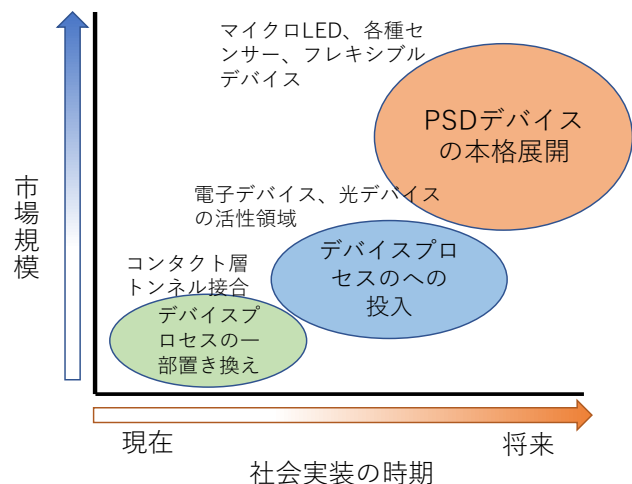 マイクロLED、各種セ
ンサー、フレキシブル
デバイス
PSDデバイス
の本格展開
電子デバイス、光デバイス
の活性領域
デバイスプロ
セスのへの
投入
コンタクト層
トンネル接合
デバイスプ
ロセスの一
部置き換え
市場規模
現在
将来
社会実装の時期